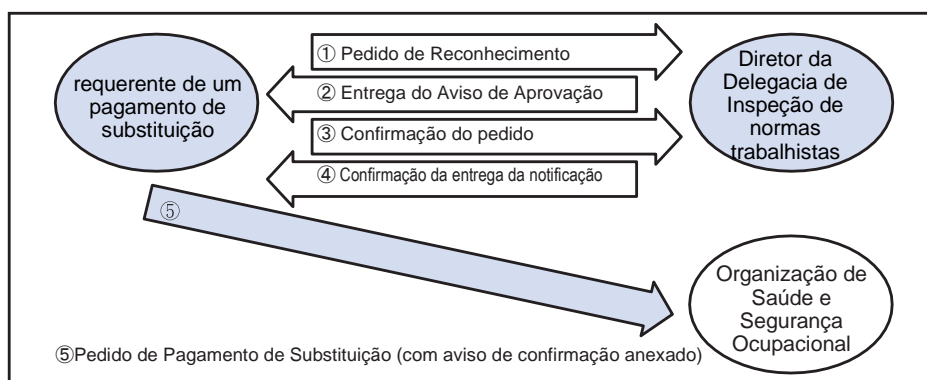 requerente de um
pagamento de
substituição
① Pedido de Reconhecimento
② Entrega do Aviso de Aprovação
③ Confirmação do pedido
④ Confirmação da entrega da notificação
Diretor da
Delegacia de
Inspeção de
normas
trabalhistas
⑤
Organização de
Saúde e
Segurança
Ocupacional
⑤Pedido de Pagamento de Substituição (com aviso de confirmação anexado)